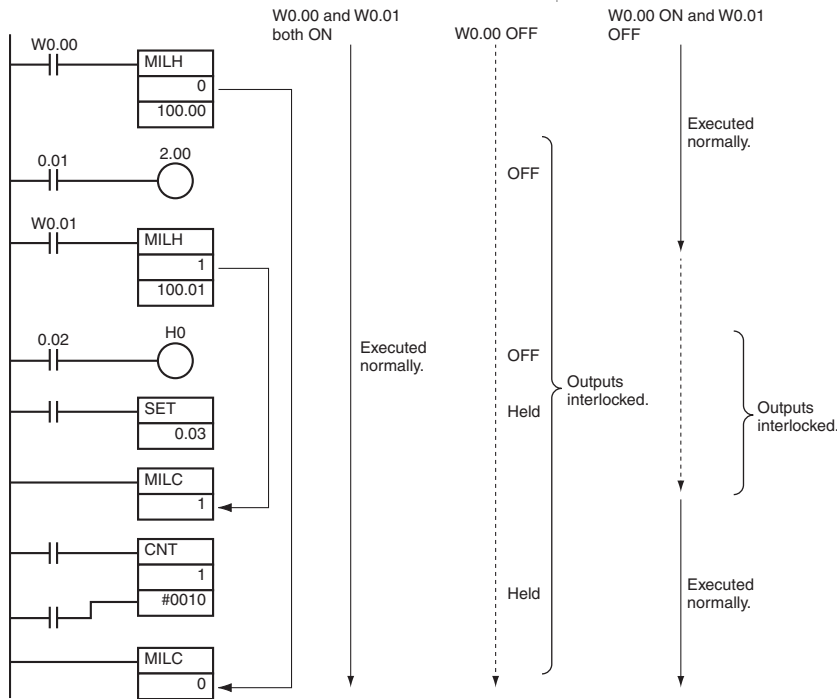 W0.00 and W0.01
both ON
W0.00 OFF
W0.00 ON and W0.01
OFF
W0.00
MILH
0
100.00
Executed
normally.
0.01
2.00
OFF
W0.01
MILH
1
100.01
0.02
H0
Executed
normally.
OFF
Outputs
interlocked.
SET
0.03
Held
Outputs
interlocked.
MILC
1
CNT
1
#0010
Held
Executed
normally.
MILC
0